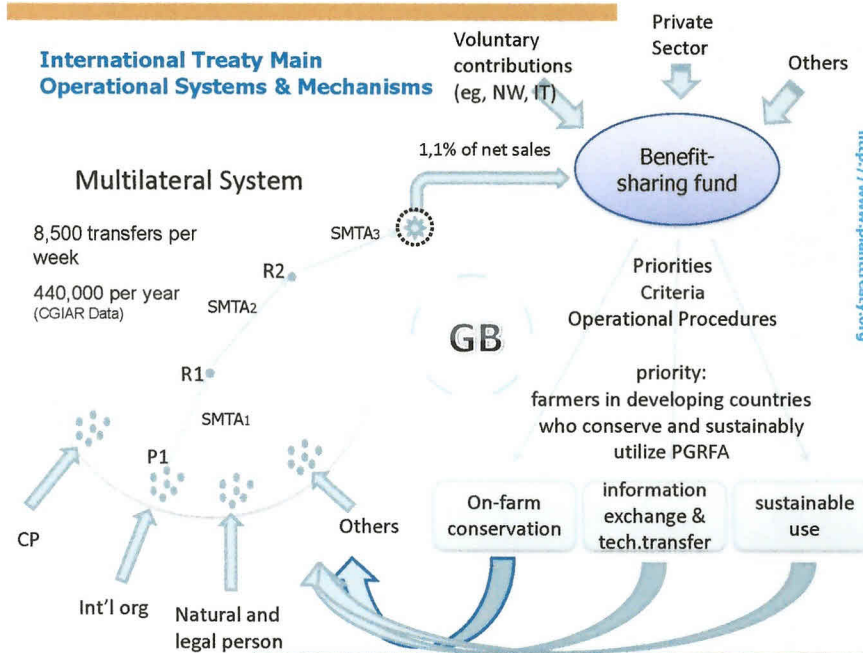 International Treaty Main
Operational Systems & Mechanisms
Voluntary
contributions
(eg, NW, IT)
Private
Sector
Others
Benefit-
sharing fund
1,1% of net sales
Multilateral System
8,500 transfers per
week
440,000 per year
(CGIAR Data)
SMTA3
R2
SMTA2
R1
SMTA1
P1
GB
Priorities
Criteria
Operational Procedures
priority:
farmers in developing countries
who conserve and sustainably
utilize PGRFA
On-farm
conservation
information
exchange &
tech.transfer
sustainable
use
CP
Int'l org
Natural and
legal person
Others